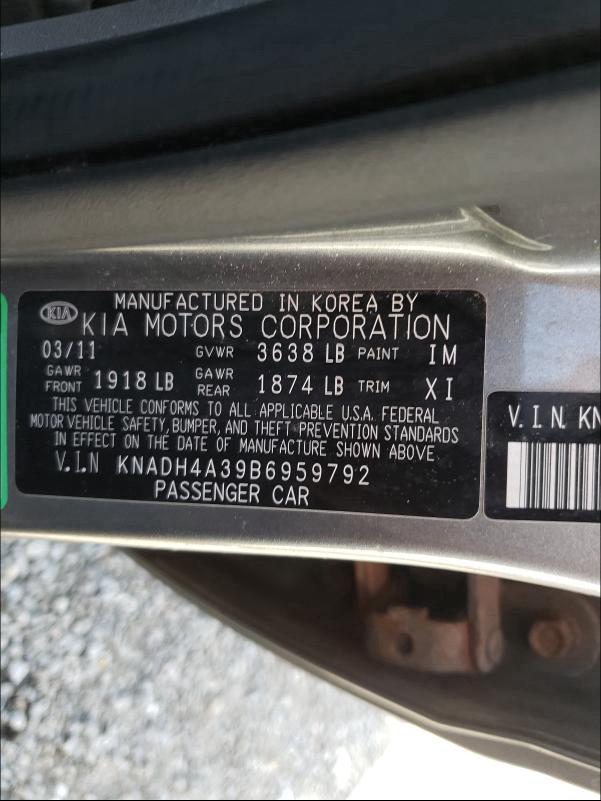 MANUFACTURED IN KOREA BY
KIA KIA MOTORS CORPORATION
03/11 GVWR 3638 LB PAINT IM
GAWR FRONT 1918 LB GAWR REAR 1874 LB TRIM XI
THIS VEHICLE CONFORMS TO ALL APPLICABLE U.S.A. FEDERAL
MOTOR VEHICLE SAFETY, BUMPER, AND THEFT PREVENTION STANDARDS
IN EFFECT ON THE DATE OF MANUFACTURE SHOWN ABOVE.
V.I.N KNADH4A39B6959792
PASSENGER CAR
V.I.N. KN